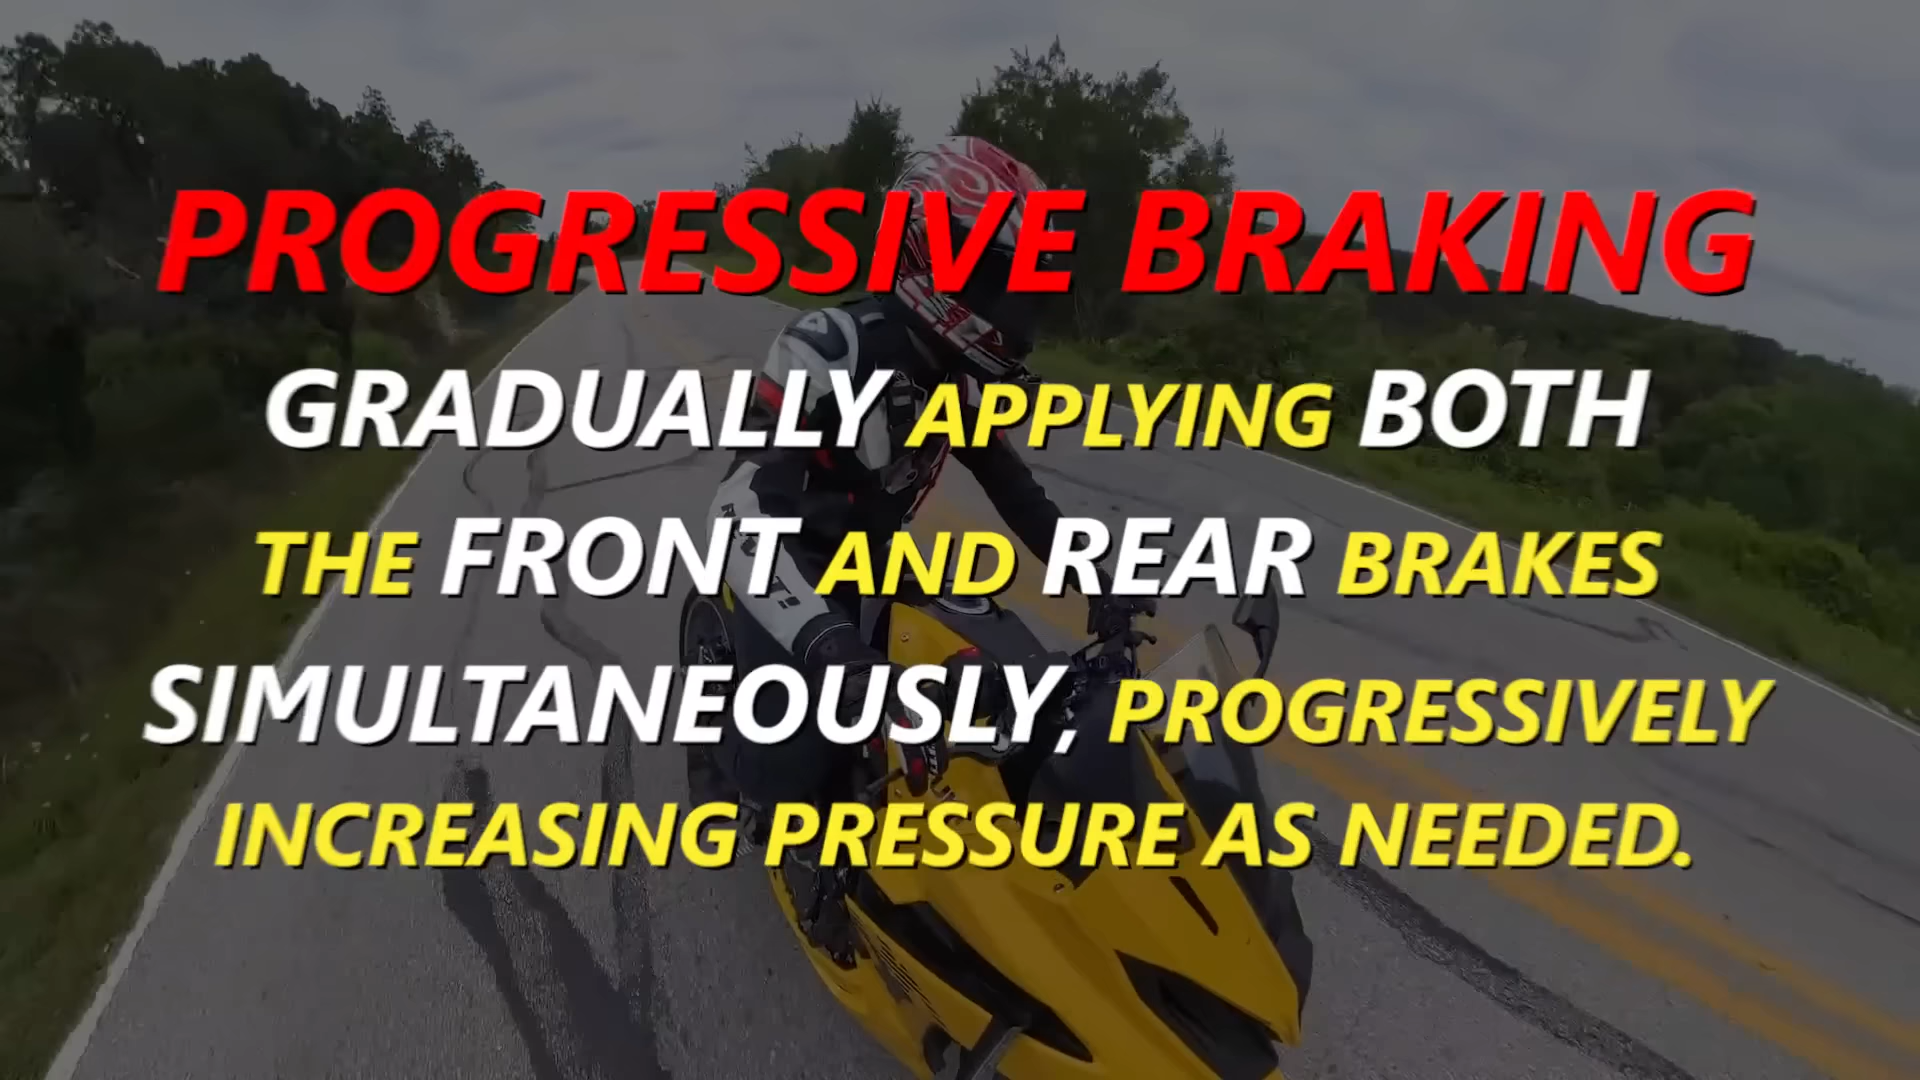 PROGRESSIVE BRAKING
GRADUALLY APPLYING BOTH
THE FRONT AND REAR BRAKES
SIMULTANEOUSLY, PROGRESSIVELY
INCREASING PRESSURE AS NEEDED.